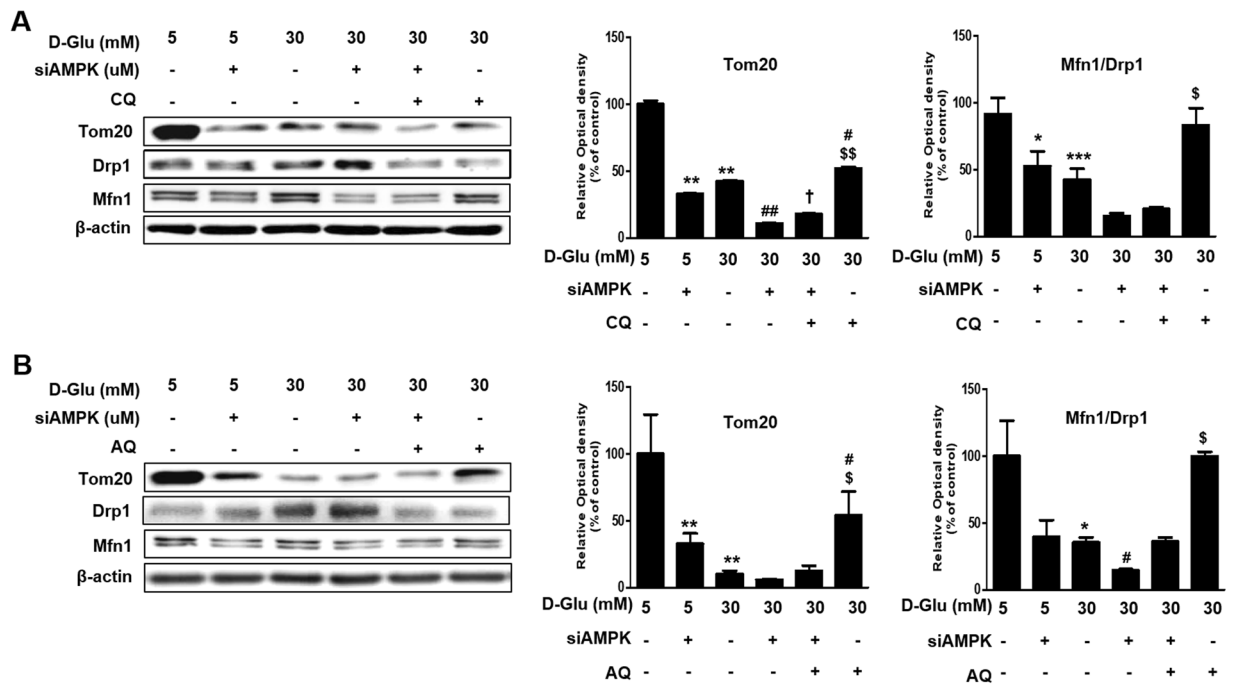 A
D-Glu (mM) 5 5 30 30 30 30
siAMPK (uM) - + - + + -
CQ - - - - + +
Tom20
Drp1
Mfn1
β-actin
Relative Optical density
(% of control)
150
100
50
0
Tom20
** ** ## † # $$
D-Glu (mM) 5 5 30 30 30 30
siAMPK - + - + + -
CQ - - - - + +
Relative Optical density
(% of control)
150
100
50
0
Mfn1/Drp1
* *** $
D-Glu (mM) 5 5 30 30 30 30
siAMPK - + - + + -
CQ - - - - + +
B
D-Glu (mM) 5 5 30 30 30 30
siAMPK (uM) - + - + + -
AQ - - - - + +
Tom20
Drp1
Mfn1
β-actin
Relative Optical density
(% of control)
150
100
50
0
Tom20
** ** # $
D-Glu (mM) 5 5 30 30 30 30
siAMPK - + - + + -
AQ - - - - + +
Relative Optical density
(% of control)
150
100
50
0
Mfn1/Drp1
* # $
D-Glu (mM) 5 5 30 30 30 30
siAMPK - + - + + -
AQ - - - - + +